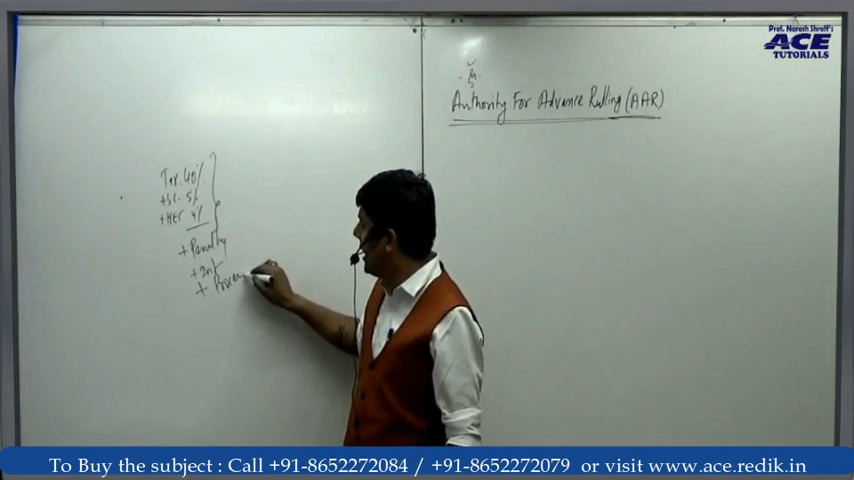 Prof. Naresh Shroff's
ACE
TUTORIALS
Authority For Advance Rulling (AAR)
Tax 40%
+SC. 5%
+HEC 4%
+ Penalty
+ Int
+
To Buy the subject : Call +91-8652272084 / +91-8652272079 or visit www.ace.redik.in